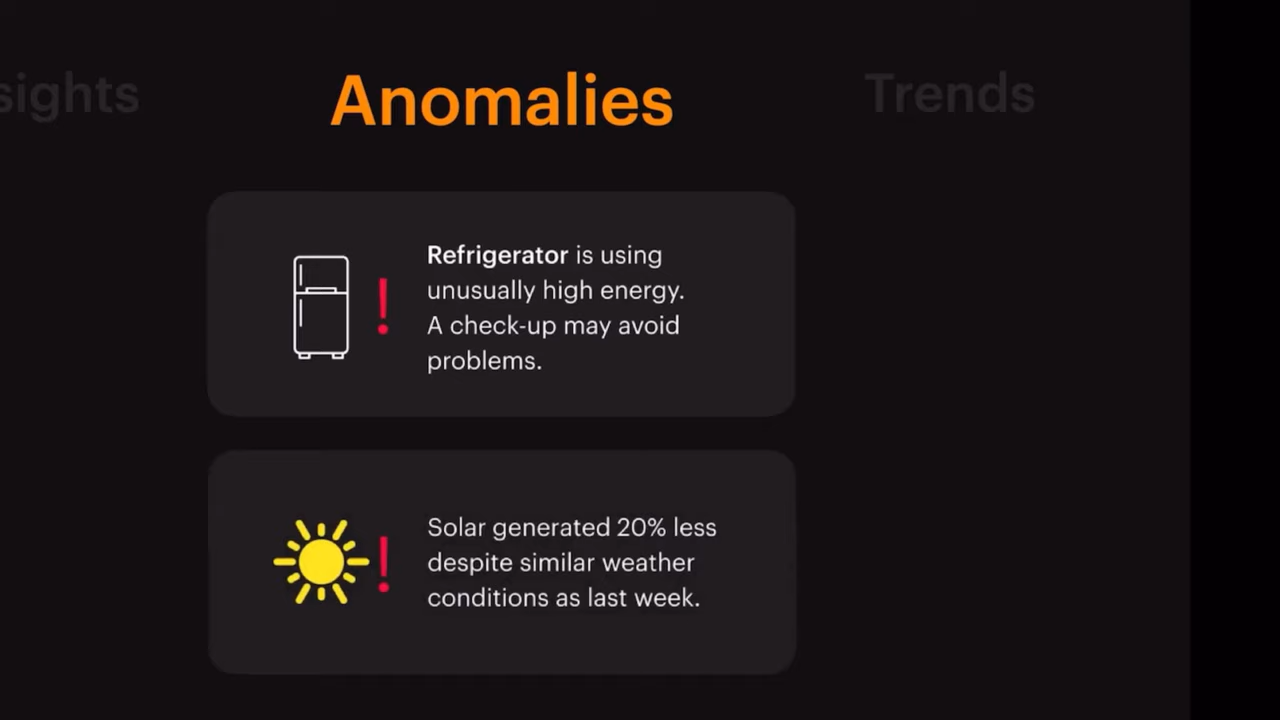 sights
Anomalies
Trends
Refrigerator is using
unusually high energy.
A check-up may avoid
problems.
Solar generated 20% less
despite similar weather
conditions as last week.